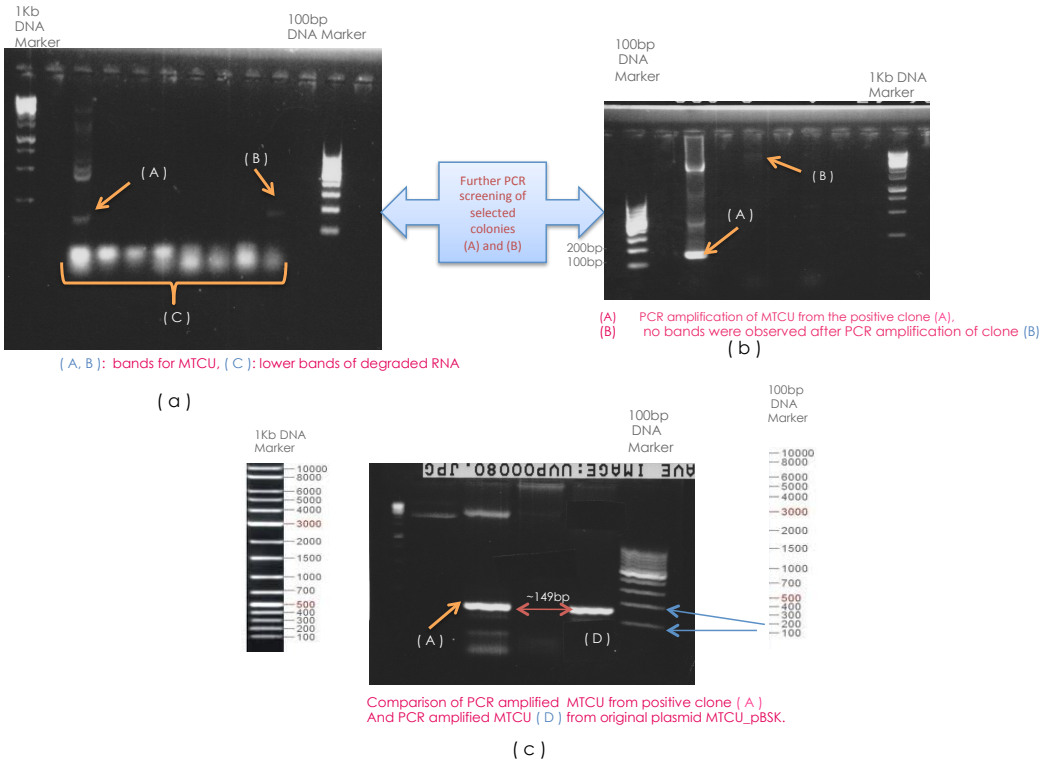 1Kb
DNA
Marker
100bp
DNA Marker
( A )
( B )
( C )
( A, B ): bands for MTCU, ( C ): lower bands of degraded RNA
( a )
Further PCR
screening of
selected
colonies
(A) and (B)
100bp
DNA
Marker
1Kb DNA
Marker
( B )
( A )
200bp
100bp
(A) PCR amplification of MTCU from the positive clone (A),
(B) no bands were observed after PCR amplification of clone (B)
( b )
1Kb DNA
Marker
10000
8000
6000
5000
4000
3000
2000
1500
1000
700
500
400
300
200
100
100bp
DNA
Marker
AVE IMAGE:UVP00080.JPG
~149bp
( A )
( D )
100bp
DNA
Marker
10000
8000
6000
5000
4000
3000
2000
1500
1000
700
500
400
300
200
100
Comparison of PCR amplified MTCU from positive clone ( A )
And PCR amplified MTCU ( D ) from original plasmid MTCU_pBSK.
( c )